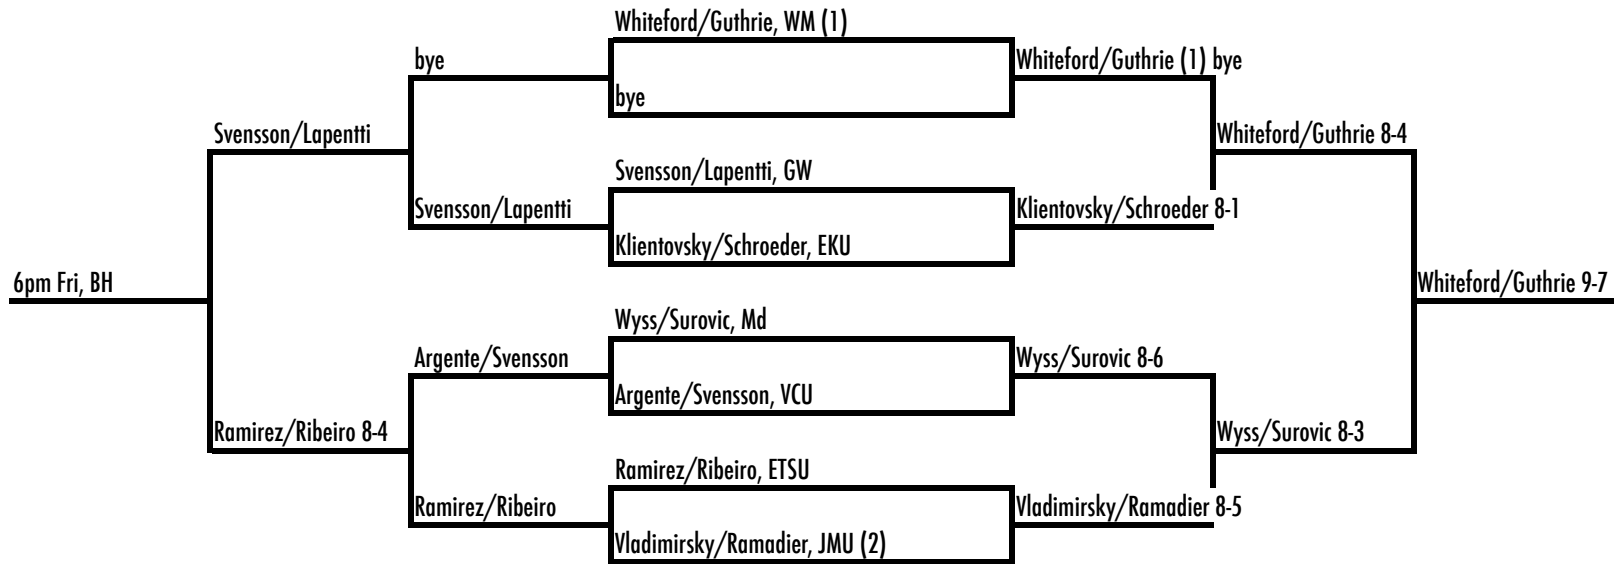 Whiteford/Guthrie, WM (1)
bye
Whiteford/Guthrie (1) bye
bye
Svensson/Lapentti
Whiteford/Guthrie 8-4
Svensson/Lapentti, GW
Svensson/Lapentti
Klientovsky/Schroeder 8-1
Klientovsky/Schroeder, EKU
6pm Fri, BH
Whiteford/Guthrie 9-7
Wyss/Surovic, Md
Argente/Svensson
Wyss/Surovic 8-6
Argente/Svensson, VCU
Ramirez/Ribeiro 8-4
Wyss/Surovic 8-3
Ramirez/Ribeiro, ETSU
Ramirez/Ribeiro
Vladimirsky/Ramadier 8-5
Vladimirsky/Ramadier, JMU (2)